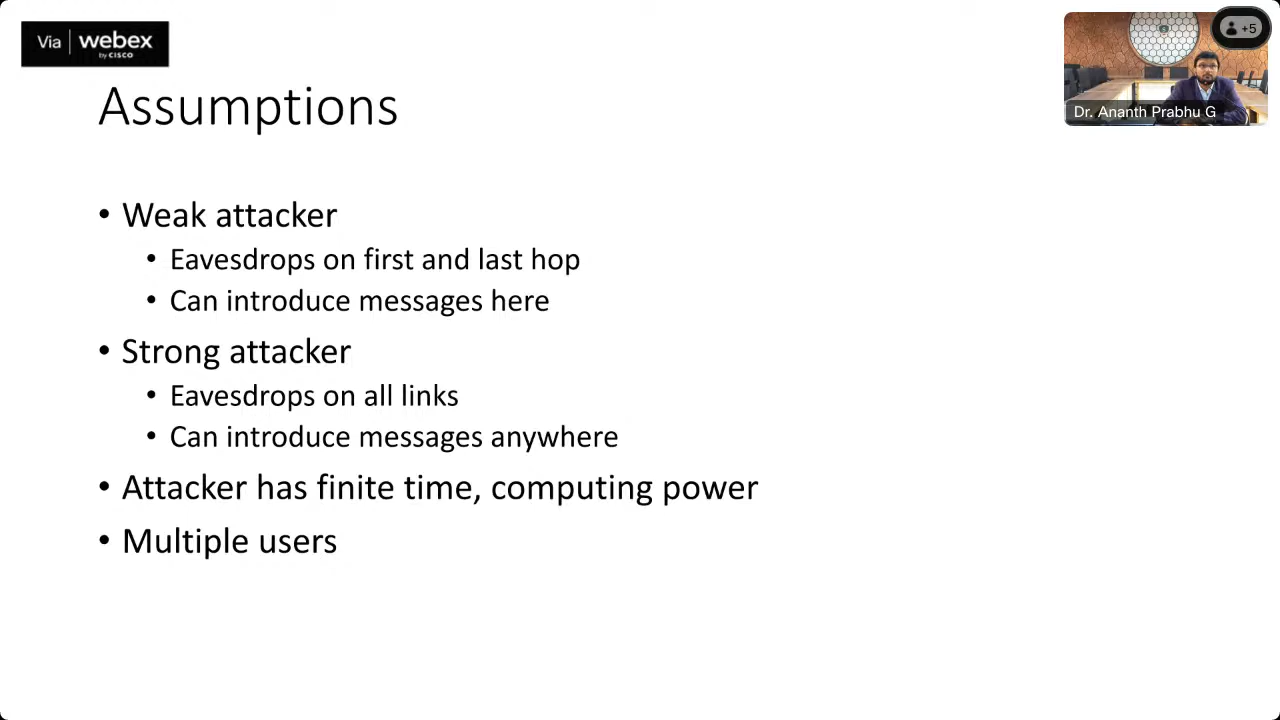 Via webex
by CISCO
+5
Dr. Ananth Prabhu G
Assumptions
• Weak attacker
• Eavesdrops on first and last hop
• Can introduce messages here
• Strong attacker
• Eavesdrops on all links
• Can introduce messages anywhere
• Attacker has finite time, computing power
• Multiple users